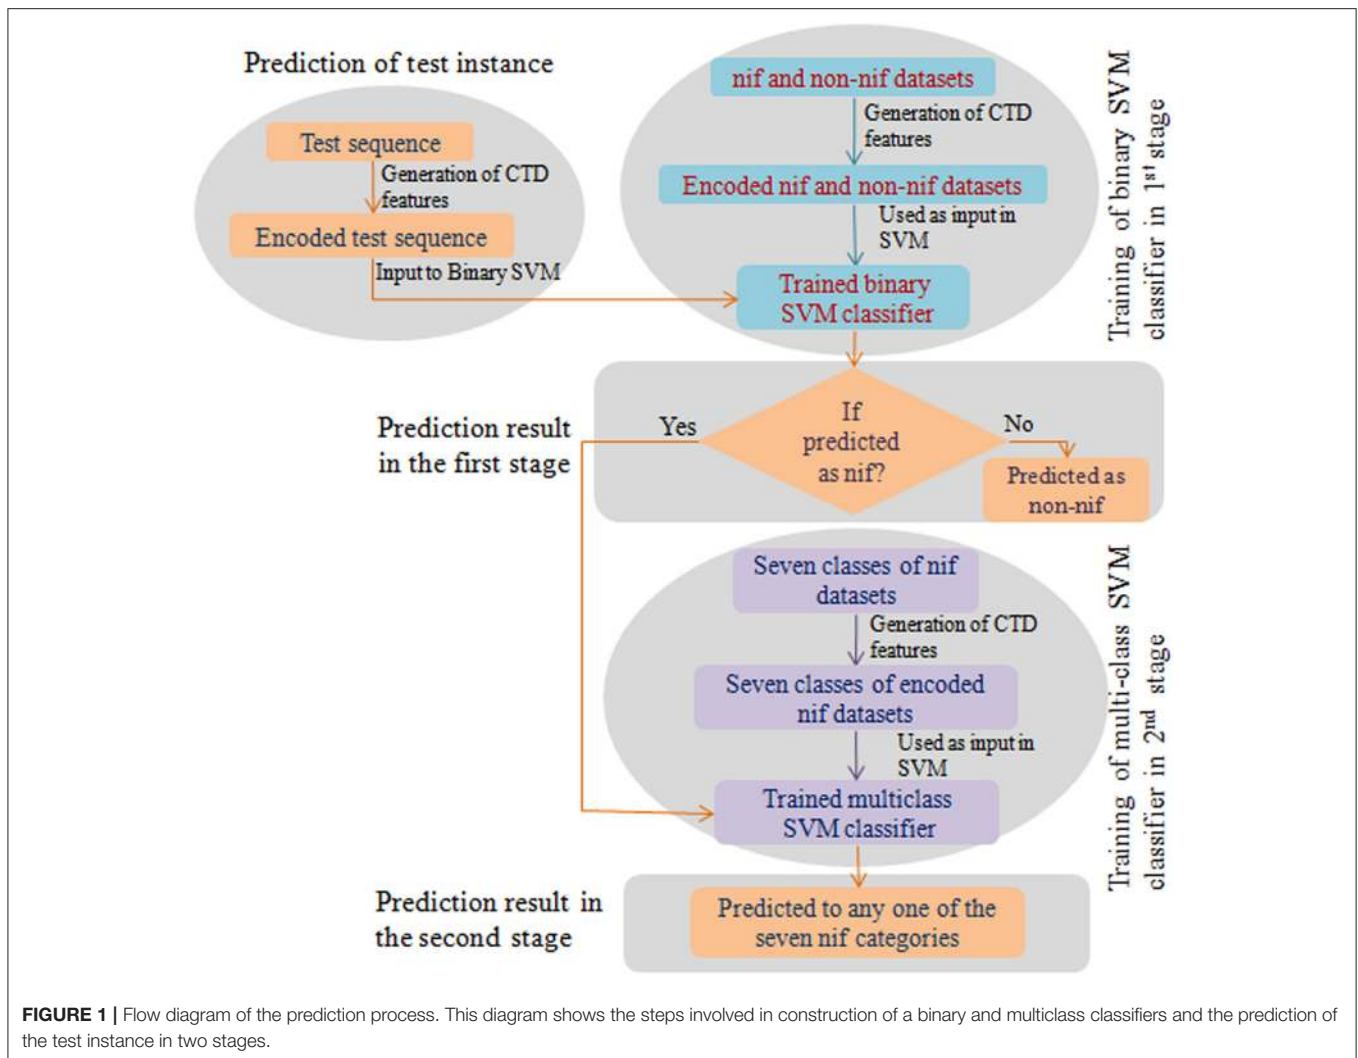 Prediction of test instance
Test sequence
Generation of CTD
features
Encoded test sequence
Input to Binary SVM
nif and non-nif datasets
Generation of CTD
features
Encoded nif and non-nif datasets
Used as input in
SVM
Trained binary
SVM classifier
Training of binary SVM
classifier in 1st stage
Prediction result
in the first stage
Yes
If
predicted
as nif?
No
Predicted as
non-nif
Seven classes of nif
datasets
Generation of CTD
features
Seven classes of encoded
nif datasets
Used as input in
SVM
Trained multiclass
SVM classifier
Training of multi-class SVM
classifier in 2nd stage
Prediction result in
the second stage
Predicted to any one of the
seven nif categories
FIGURE 1 | Flow diagram of the prediction process. This diagram shows the steps involved in construction of a binary and multiclass classifiers and the prediction of
the test instance in two stages.